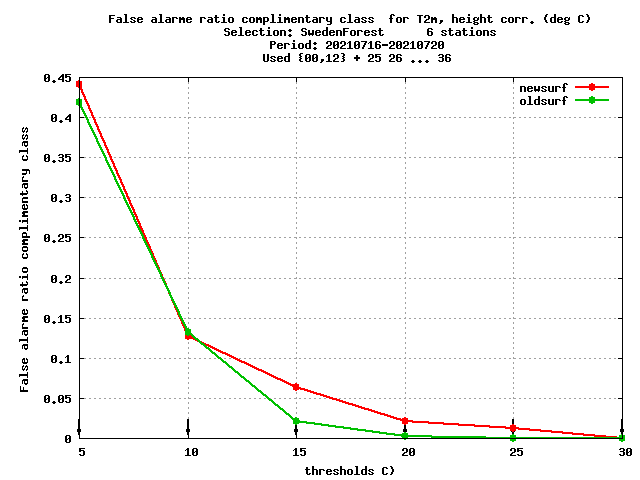 False alarme ratio complimentary class  for T2m, height corr. (deg C)
Selection: SwedenForest      6 stations
Period: 20210716-20210720
Used {00,12} + 25 26 ... 36
newsurf
oldsurf
False alarme ratio complimentary class
0.45
0.4
0.35
0.3
0.25
0.2
0.15
0.1
0.05
0
5 10 15 20 25 30
thresholds C)